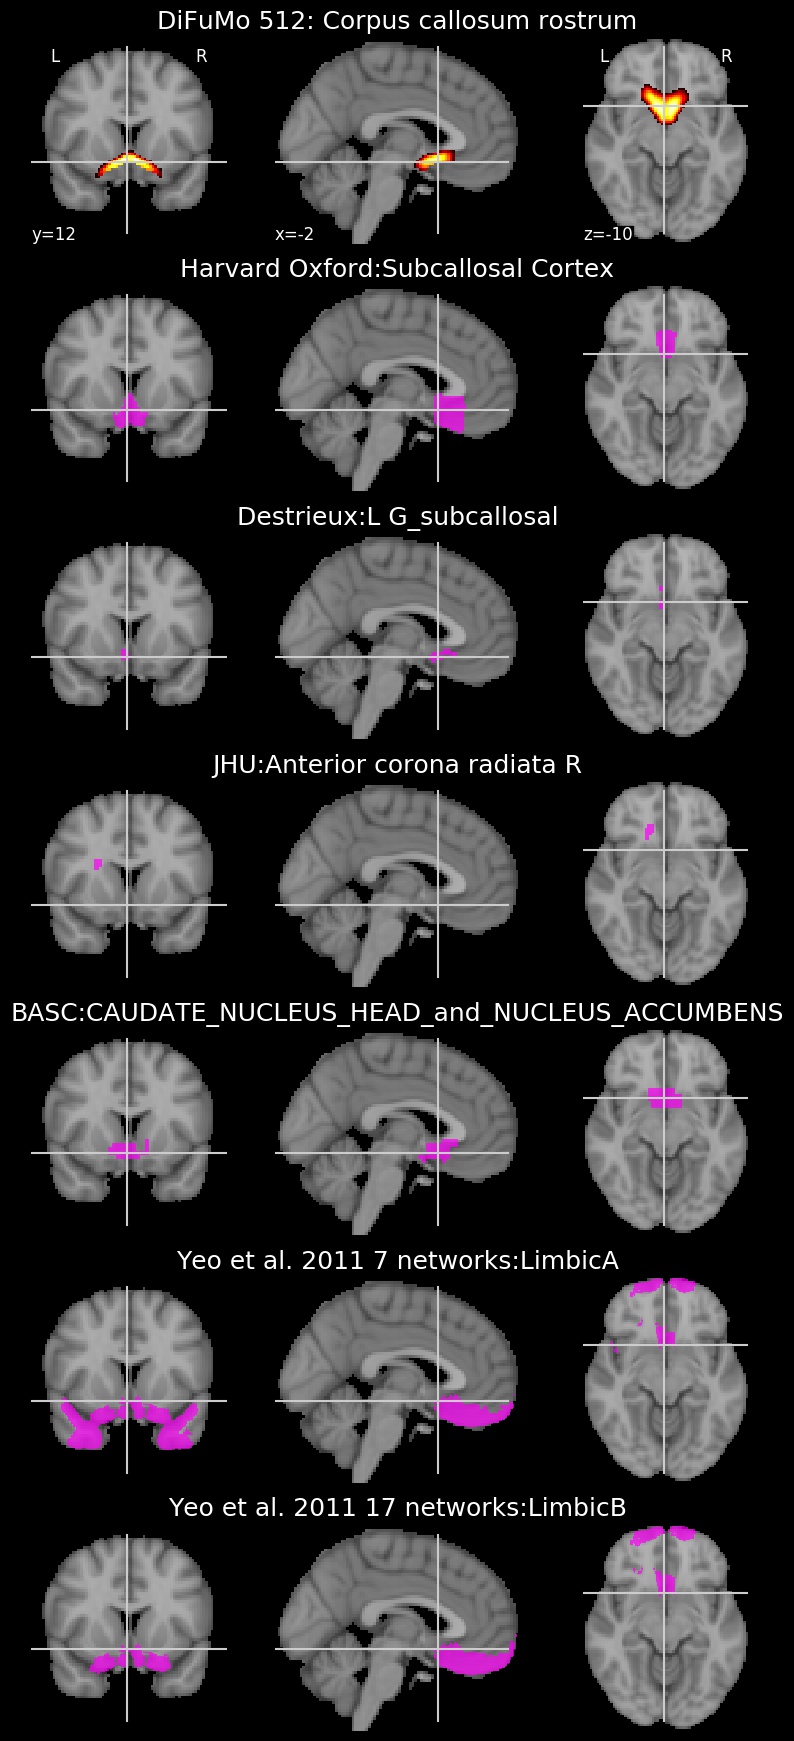 DiFuMo 512: Corpus callosum rostrum
L R L R
y=12 x=-2 z=-10
Harvard Oxford:Subcallosal Cortex
Destrieux:L G_subcallosal
JHU:Anterior corona radiata R
BASC:CAUDATE_NUCLEUS_HEAD_and_NUCLEUS_ACCUMBENS
Yeo et al. 2011 7 networks:LimbicA
Yeo et al. 2011 17 networks:LimbicB